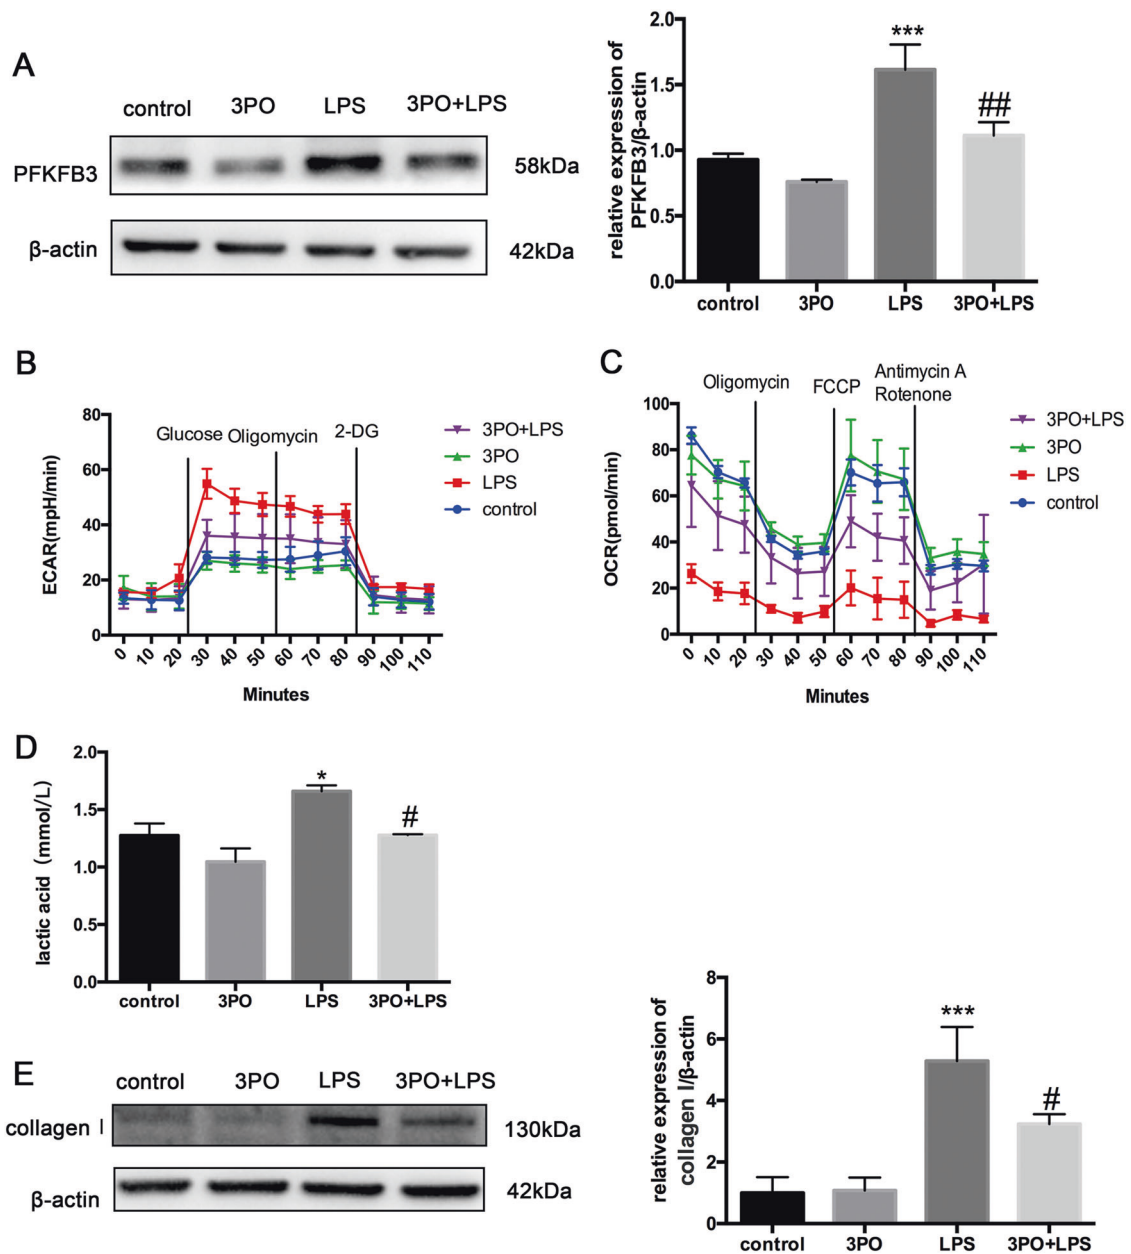 A
control 3PO LPS 3PO+LPS
PFKFB3 58kDa
β-actin 42kDa
relative expression of
PFKFB3/β-actin
2.0
1.5
1.0
0.5
0.0
***
##
control 3PO LPS 3PO+LPS
B
Glucose Oligomycin 2-DG
ECAR(mpH/min)
80
60
40
20
0
0 10 20 30 40 50 60 70 80 90 100 110
Minutes
3PO+LPS
3PO
LPS
control
C
Oligomycin FCCP Antimycin A
Rotenone
OCR(pmol/min)
100
80
60
40
20
0
0 10 20 30 40 50 60 70 80 90 100 110
Minutes
3PO+LPS
3PO
LPS
control
D
lactic acid (mmol/L)
2.0
1.5
1.0
0.5
0.0
*
#
control 3PO LPS 3PO+LPS
E
control 3PO LPS 3PO+LPS
collagen I 130kDa
β-actin 42kDa
relative expression of
collagen I/β-actin
8
6
4
2
0
***
#
control 3PO LPS 3PO+LPS